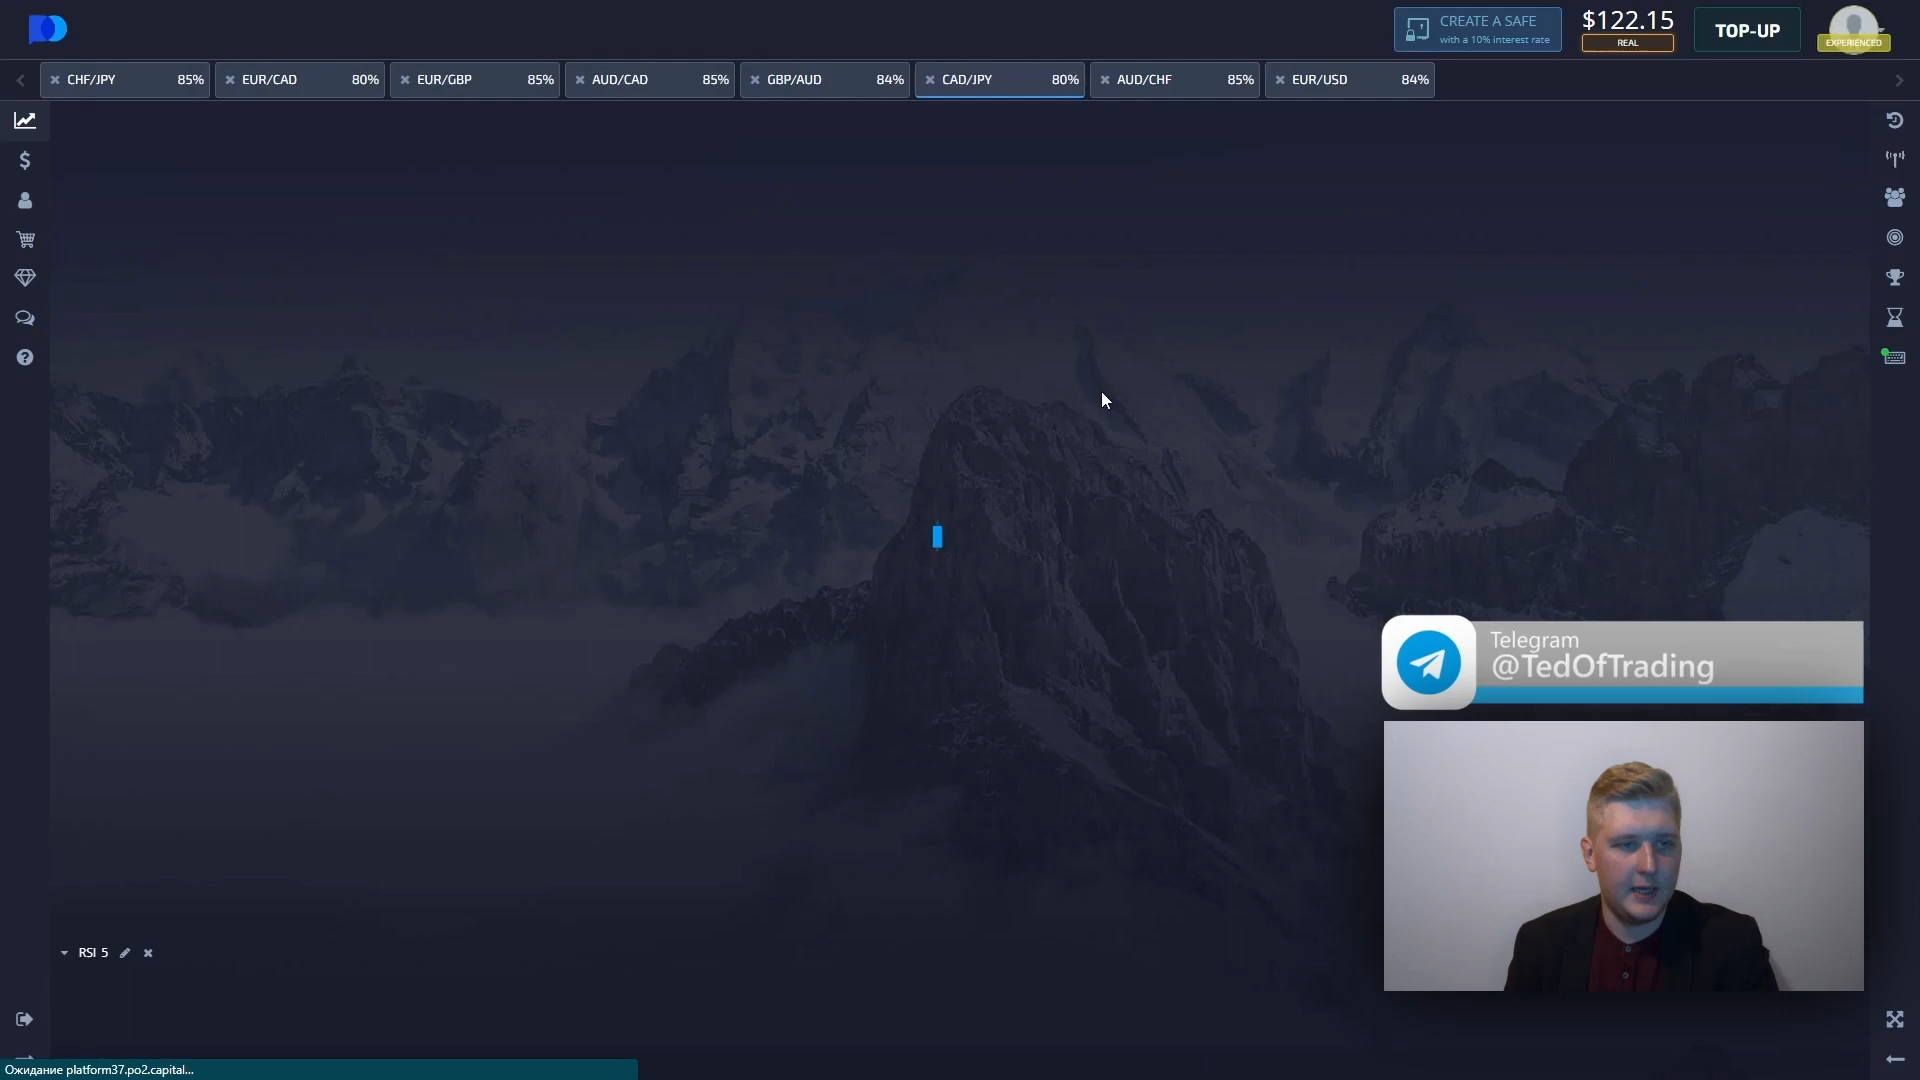 CREATE A SAFE
with a 10% interest rate
$122.15
REAL
TOP-UP
EXPERIENCED
CHF/JPY 85%
EUR/CAD 80%
EUR/GBP 85%
AUD/CAD 85%
GBP/AUD 84%
CAD/JPY 80%
AUD/CHF 85%
EUR/USD 84%
Telegram
@TedOfTrading
RSI 5
Ожидание platform37.po2.capital...